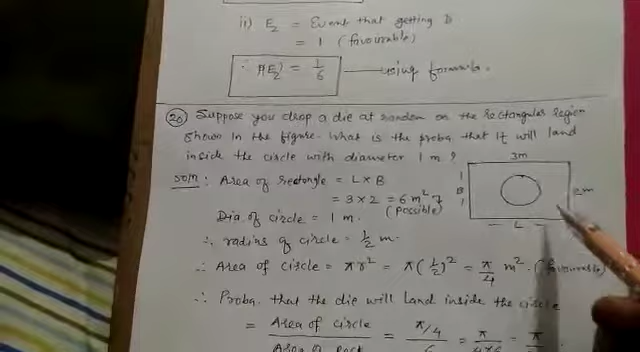 ii) E₂ = Event that getting D
= 1 (favourable)
∴ P(E₂) = 1/6 — using formula.
20) Suppose you drop a die at random on the rectangular region
shown in the figure. What is the proba. that it will land
inside the circle with diameter 1 m?
Soln: Area of rectangle = L × B
= 3 × 2 = 6 m² (possible)
Dia. of circle = 1 m.
∴ radius of circle = 1/2 m.
∴ Area of circle = πr² = π(1/2)² = π/4 m². (favourable)
∴ Proba. that the die will land inside the circle
= Area of circle / Area of Rect = π/4 / 6 = π/4×6 = π
3m
B
2m
L